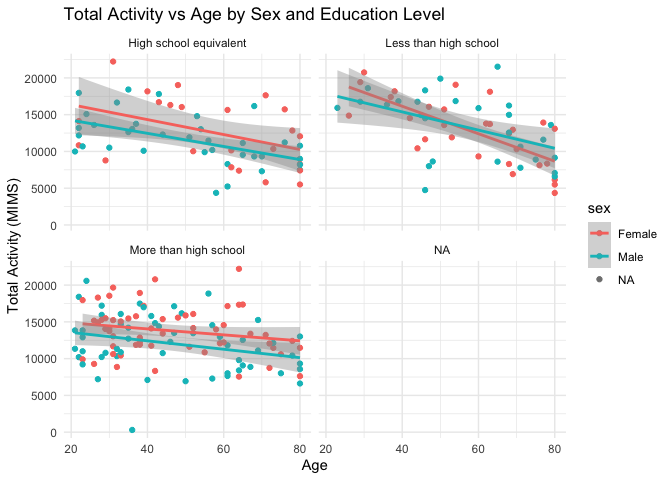 Total Activity vs Age by Sex and Education Level
High school equivalent
Less than high school
20000
15000
10000
5000
0
More than high school
NA
20000
15000
10000
5000
0
20
40
60
80
20
40
60
80
Age
Total Activity (MIMS)
sex
Female
Male
NA